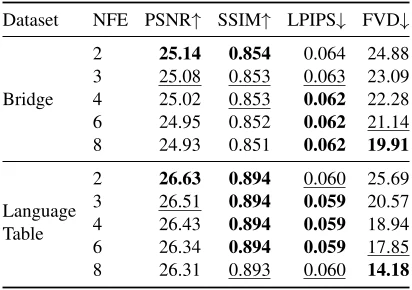 Dataset NFE PSNR↑ SSIM↑ LPIPS↓ FVD↓
2 25.14 0.854 0.064 24.88
3 25.08 0.853 0.063 23.09
Bridge 4 25.02 0.853 0.062 22.28
6 24.95 0.852 0.062 21.14
8 24.93 0.851 0.062 19.91
2 26.63 0.894 0.060 25.69
3 26.51 0.894 0.059 20.57
Language
Table
4 26.43 0.894 0.059 18.94
6 26.34 0.894 0.059 17.85
8 26.31 0.893 0.060 14.18